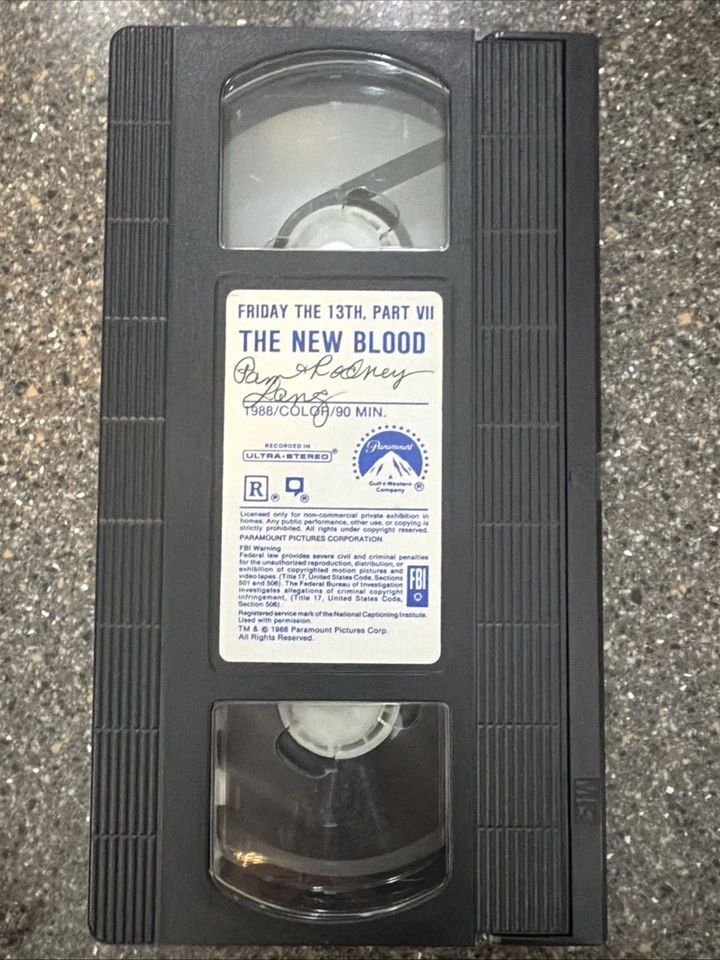 FRIDAY THE 13TH, PART VII
THE NEW BLOOD
Pam & Rodney
1988/COLOR/90 MIN.
RECORDED IN
ULTRA•STEREO®
Paramount
A
Gulf+Western
Company ®
R ® ®
Licensed only for non-commercial private exhibition in
homes. Any public performance, other use, or copying is
strictly prohibited. All rights under copyright reserved.
PARAMOUNT PICTURES CORPORATION
FBI Warning
Federal law provides severe civil and criminal penalties
for the unauthorized reproduction, distribution, or
exhibition of copyrighted motion pictures and
video tapes. (Title 17, United States Code, Sections
501 and 506). The Federal Bureau of Investigation
investigates allegations of criminal copyright
infringement, (Title 17, United States Code,
Section 506).
FBI
Registered service mark of the National Captioning Institute.
Used with permission.
TM & © 1988 Paramount Pictures Corp.
All Rights Reserved.